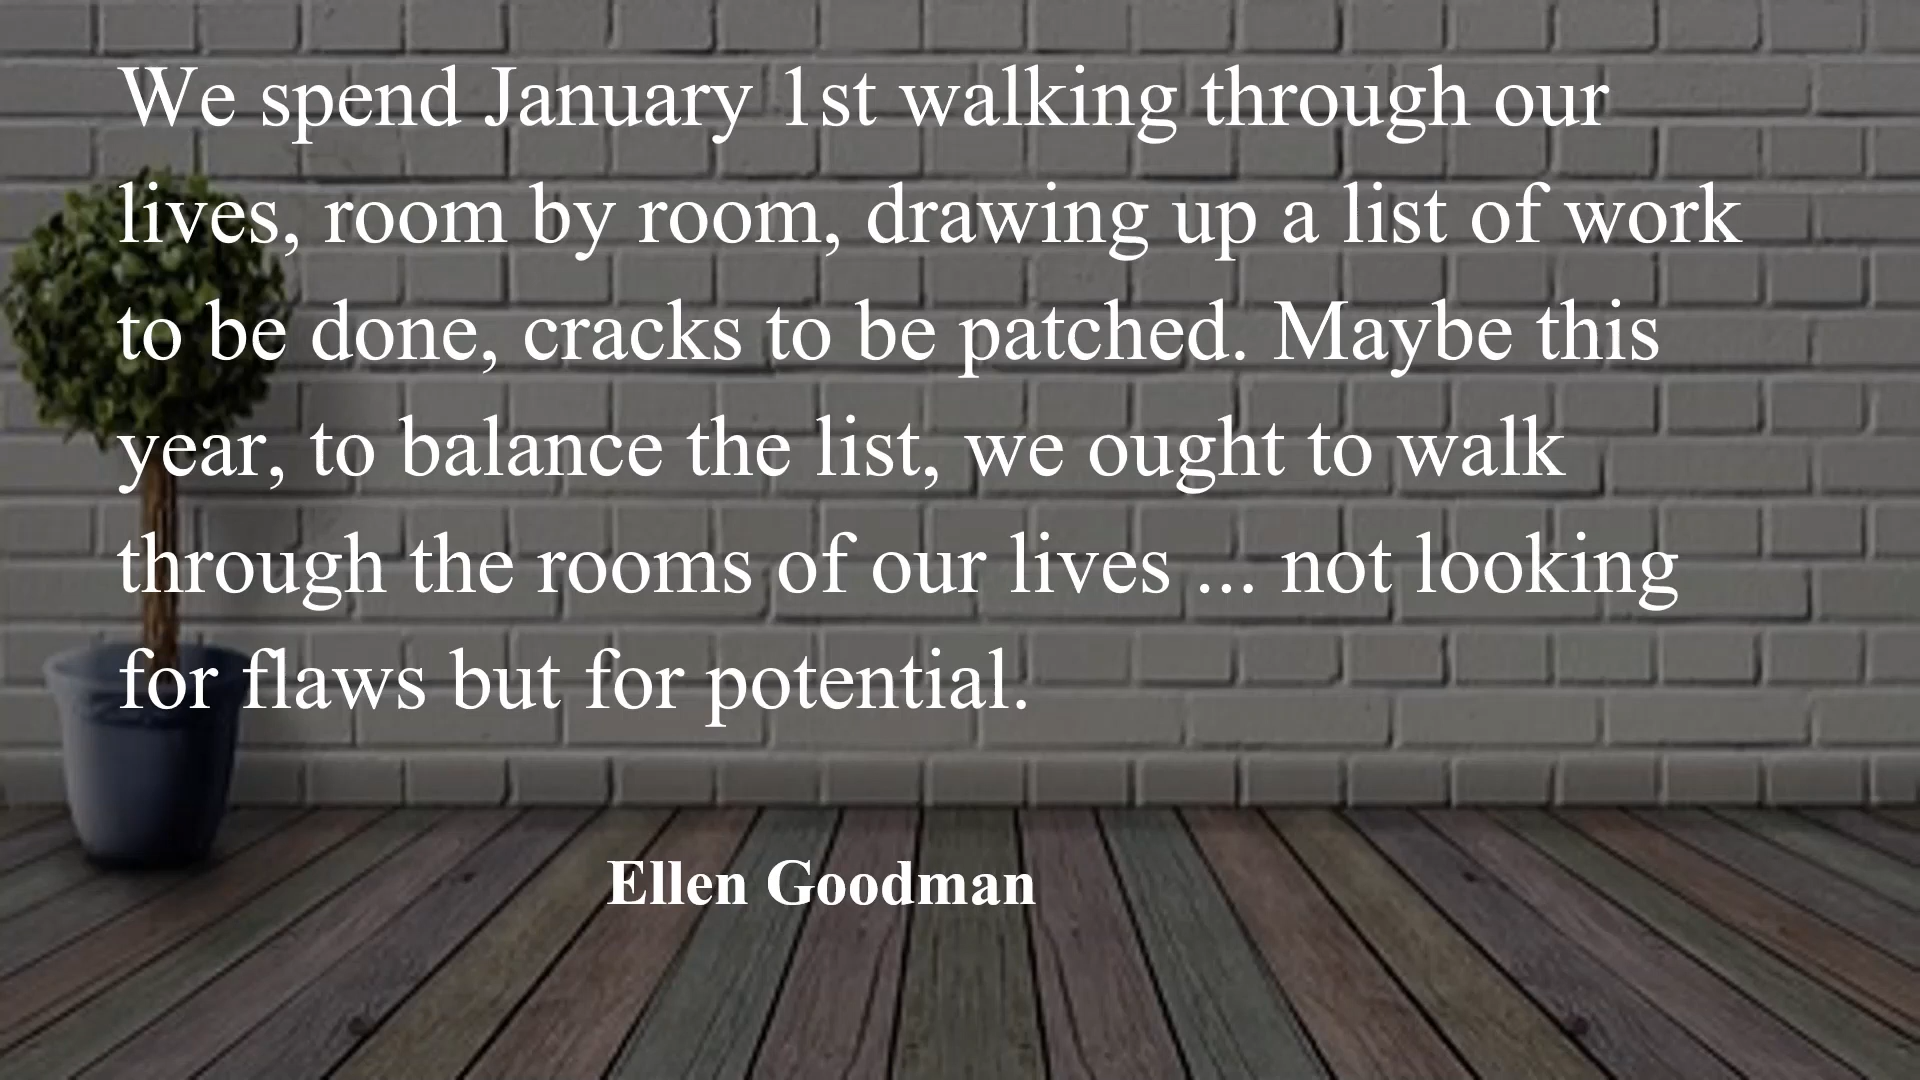 We spend January 1st walking through our
lives, room by room, drawing up a list of work
to be done, cracks to be patched. Maybe this
year, to balance the list, we ought to walk
through the rooms of our lives ... not looking
for flaws but for potential.
Ellen Goodman